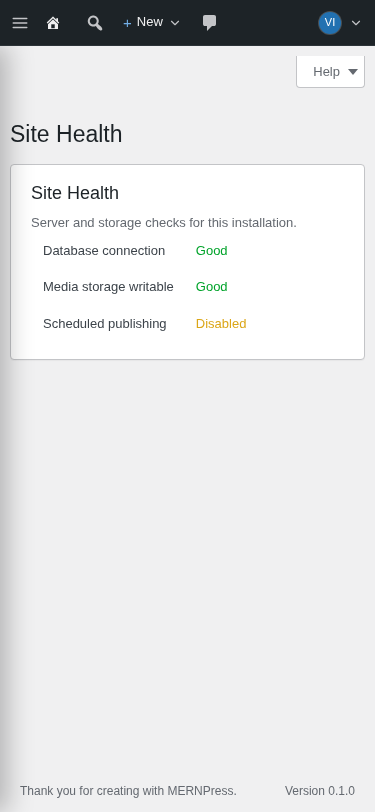 + New
VI
Help
Site Health
Site Health
Server and storage checks for this installation.
Database connection Good
Media storage writable Good
Scheduled publishing Disabled
Thank you for creating with MERNPress. Version 0.1.0